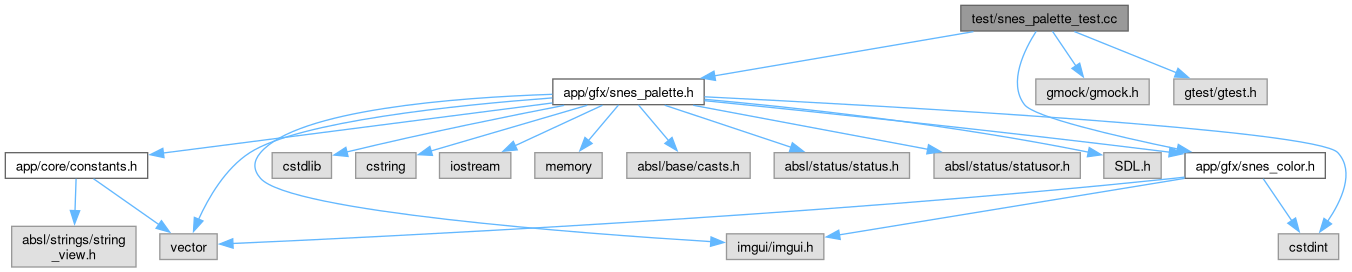 test/snes_palette_test.cc
app/gfx/snes_palette.h
gmock/gmock.h
gtest/gtest.h
app/core/constants.h
cstdlib
cstring
iostream
memory
absl/base/casts.h
absl/status/status.h
absl/status/statusor.h
SDL.h
app/gfx/snes_color.h
absl/strings/string
_view.h
vector
imgui/imgui.h
cstdint